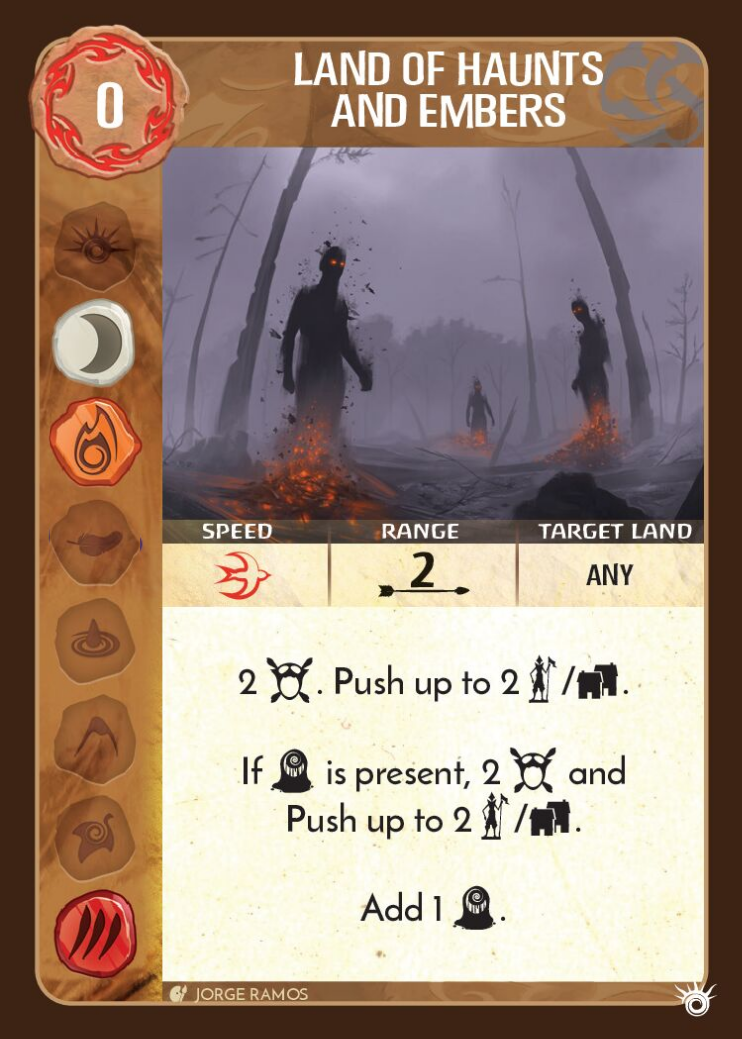 0
LAND OF HAUNTS
AND EMBERS
SPEED
RANGE
TARGET LAND
2
ANY
2 . Push up to 2 / .
If is present, 2 and
Push up to 2 / .
Add 1 .
JORGE RAMOS